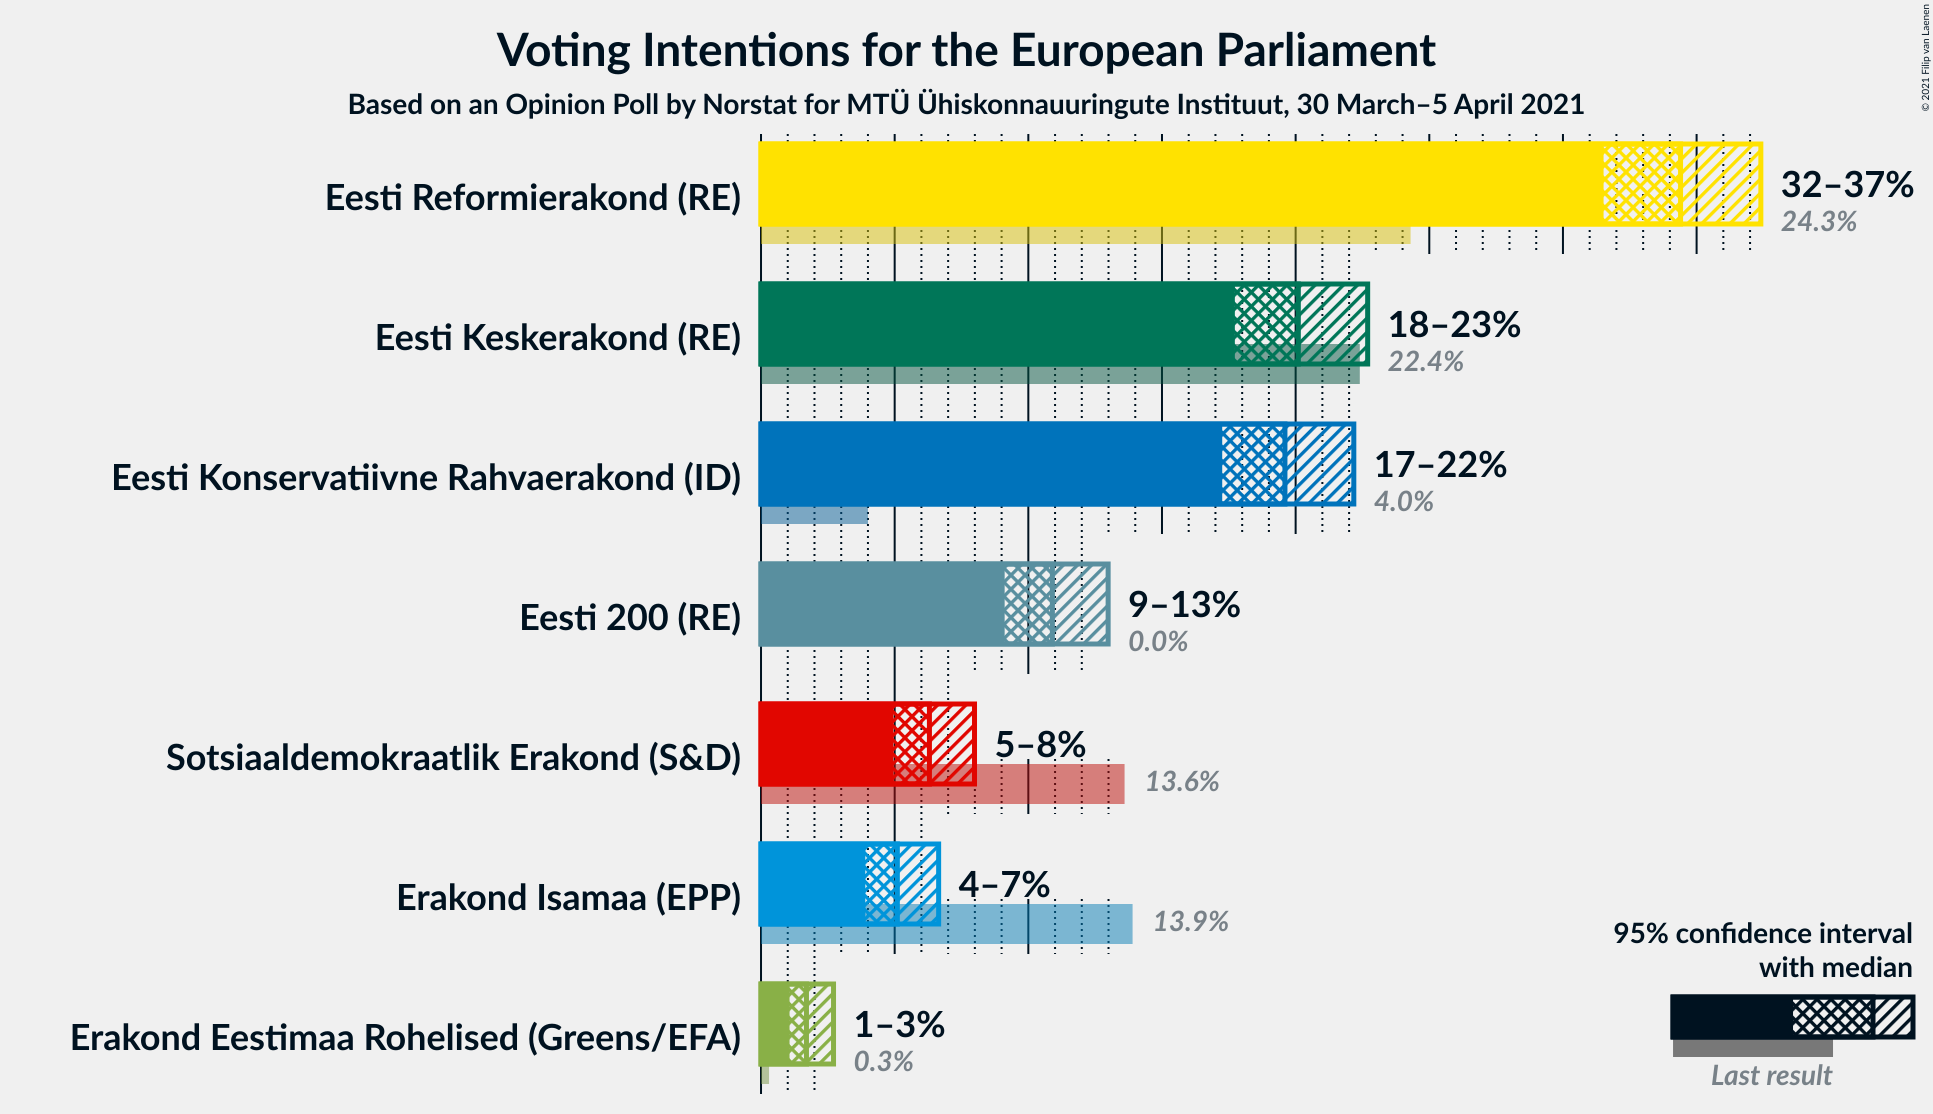 Voting Intentions for the European Parliament
Based on an Opinion Poll by Norstat for MTÜ Ühiskonnauuringute Instituut, 30 March–5 April 2021
© 2021 Filip van Laenen
Eesti Reformierakond (RE)
32–37%
24.3%
Eesti Keskerakond (RE)
18–23%
22.4%
Eesti Konservatiivne Rahvaerakond (ID)
17–22%
4.0%
Eesti 200 (RE)
9–13%
0.0%
Sotsiaaldemokraatlik Erakond (S&D)
5–8%
13.6%
Erakond Isamaa (EPP)
4–7%
13.9%
Erakond Eestimaa Rohelised (Greens/EFA)
1–3%
0.3%
95% confidence interval
with median
Last result